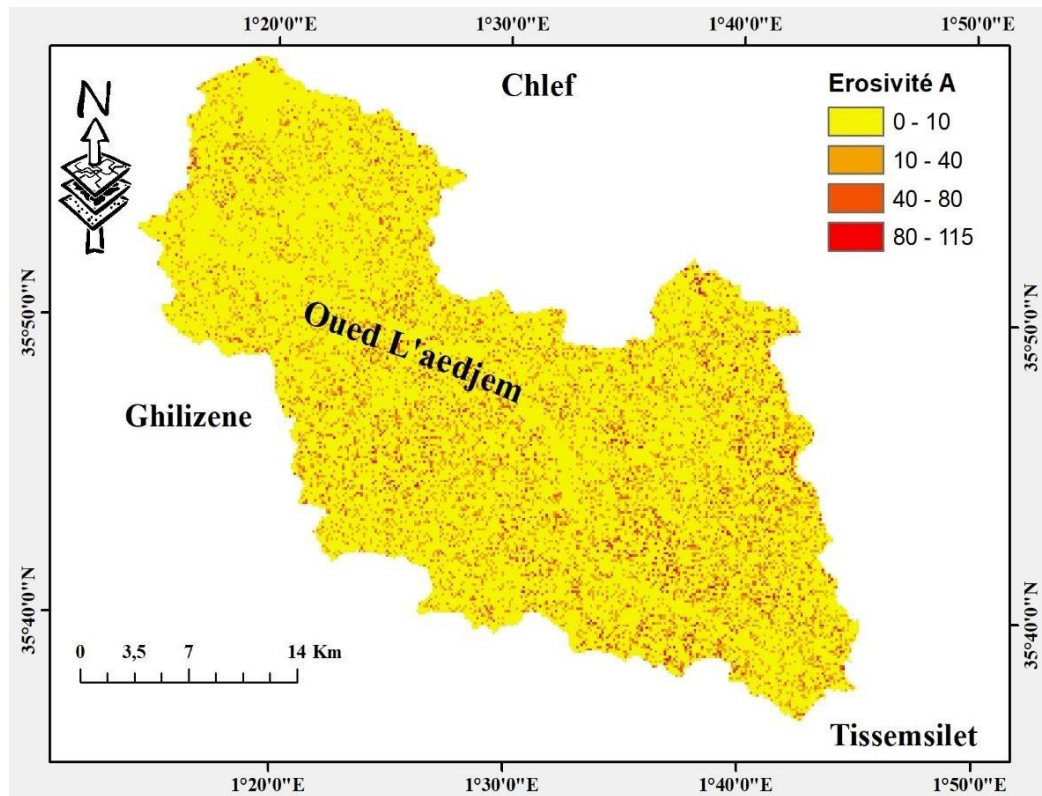 1°20'0"E 1°30'0"E 1°40'0"E 1°50'0"E
N
Chlef
Erosivité A
0 - 10
10 - 40
40 - 80
80 - 115
35°50'0"N
35°50'0"N
Oued L'aedjem
Ghilizene
35°40'0"N
35°40'0"N
0 3,5 7 14 Km
Tissemsilet
1°20'0"E 1°30'0"E 1°40'0"E 1°50'0"E